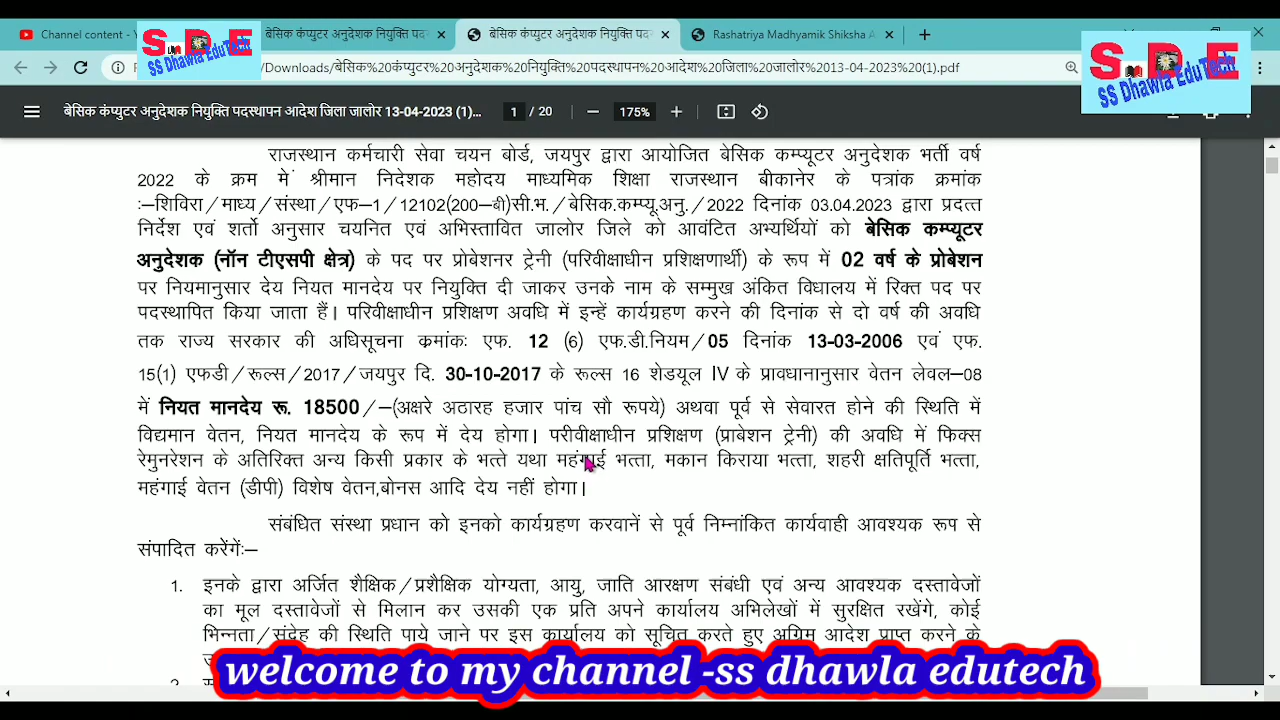 Channel content - Y
बेसिक कंप्युटर अनुदेशक नियुक्ति पदस
बेसिक कंप्युटर अनुदेशक नियुक्ति पदस
Rashatriya Madhyamik Shiksha A
S D E
SS Dhawla EduTech
/Downloads/बेसिक%20कंप्युटर%20अनुदेशक%20नियुक्ति%20पदस्थापन%20आदेश%20जिला%20जालोर%2013-04-2023%20(1).pdf
S D E
SS Dhawla EduTech
बेसिक कंप्युटर अनुदेशक नियुक्ति पदस्थापन आदेश जिला जालोर 13-04-2023 (1)...
1 / 20
175%
राजस्थान कर्मचारी सेवा चयन बोर्ड, जयपुर द्वारा आयोजित बेसिक कम्प्यूटर अनुदेशक भर्ती वर्ष
2022 के क्रम में श्रीमान निदेशक महोदय माध्यमिक शिक्षा राजस्थान बीकानेर के पत्रांक क्रमांक
:–शिविरा/माध्य/संस्था/एफ–1/12102(200–बी)सी.भ./बेसिक.कम्प्यू.अनु./2022 दिनांक 03.04.2023 द्वारा प्रदत्त
निर्देश एवं शर्तो अनुसार चयनित एवं अभिस्तावित जालोर जिले को आवंटित अभ्यर्थियों को बेसिक कम्प्यूटर
अनुदेशक (नॉन टीएसपी क्षेत्र) के पद पर प्रोबेशनर ट्रेनी (परिवीक्षाधीन प्रशिक्षणार्थी) के रूप में 02 वर्ष के प्रोबेशन
पर नियमानुसार देय नियत मानदेय पर नियुक्ति दी जाकर उनके नाम के सम्मुख अंकित विधालय में रिक्त पद पर
पदस्थापित किया जाता हैं। परिवीक्षाधीन प्रशिक्षण अवधि में इन्हें कार्यग्रहण करने की दिनांक से दो वर्ष की अवधि
तक राज्य सरकार की अधिसूचना क्रमांकः एफ. 12 (6) एफ.डी.नियम/05 दिनांक 13-03-2006 एवं एफ.
15(1) एफडी/रूल्स/2017/जयपुर दि. 30-10-2017 के रूल्स 16 शेडयूल IV के प्रावधानानुसार वेतन लेवल–08
में नियत मानदेय रू. 18500/–(अक्षरे अठारह हजार पांच सौ रूपये) अथवा पूर्व से सेवारत होने की स्थिति में
विद्यमान वेतन, नियत मानदेय के रूप में देय होगा। परीवीक्षाधीन प्रशिक्षण (प्राबेशन ट्रेनी) की अवधि में फिक्स
रेमुनरेशन के अतिरिक्त अन्य किसी प्रकार के भत्ते यथा महंगाई भत्ता, मकान किराया भत्ता, शहरी क्षतिपूर्ति भत्ता,
महंगाई वेतन (डीपी) विशेष वेतन,बोनस आदि देय नहीं होगा।
संबंधित संस्था प्रधान को इनको कार्यग्रहण करवानें से पूर्व निम्नांकित कार्यवाही आवश्यक रूप से
संपादित करेंगेंः–
1. इनके द्वारा अर्जित शैक्षिक/प्रशैक्षिक योग्यता, आयु, जाति आरक्षण संबंधी एवं अन्य आवश्यक दस्तावेजों
का मूल दस्तावेजों से मिलान कर उसकी एक प्रति अपने कार्यालय अभिलेखों में सुरक्षित रखेंगे, कोई
भिन्नता/संदेह की स्थिति पाये जाने पर इस कार्यालय को सूचित करते हुए अग्रिम आदेश प्राप्त करने के
welcome to my channel -ss dhawla edutech